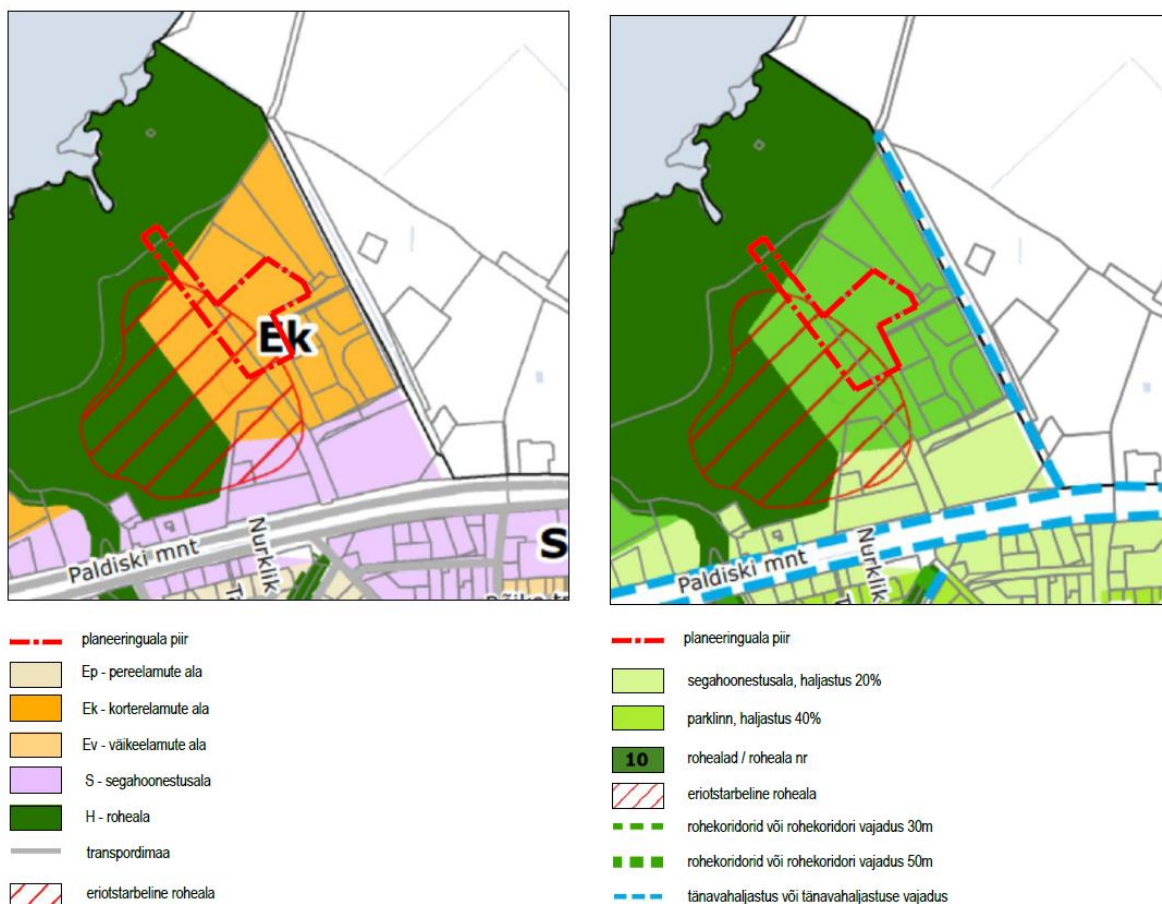 Ek
S
Paldiski mnt
Nurklik
planeeringuala piir
Ep - pereelamute ala
Ek - korterelamute ala
Ev - väikeelamute ala
S - segahoonestusala
H - roheala
transpordimaa
eriotstarbeline roheala
Paldiski mnt
Nurklik
planeeringuala piir
segahoonestusala, haljastus 20%
parklinn, haljastus 40%
10 rohealad / roheala nr
eriotstarbeline roheala
rohekoridorid või rohekoridori vajadus 30m
rohekoridorid või rohekoridori vajadus 50m
tänavahaljastus või tänavahaljastuse vajadus